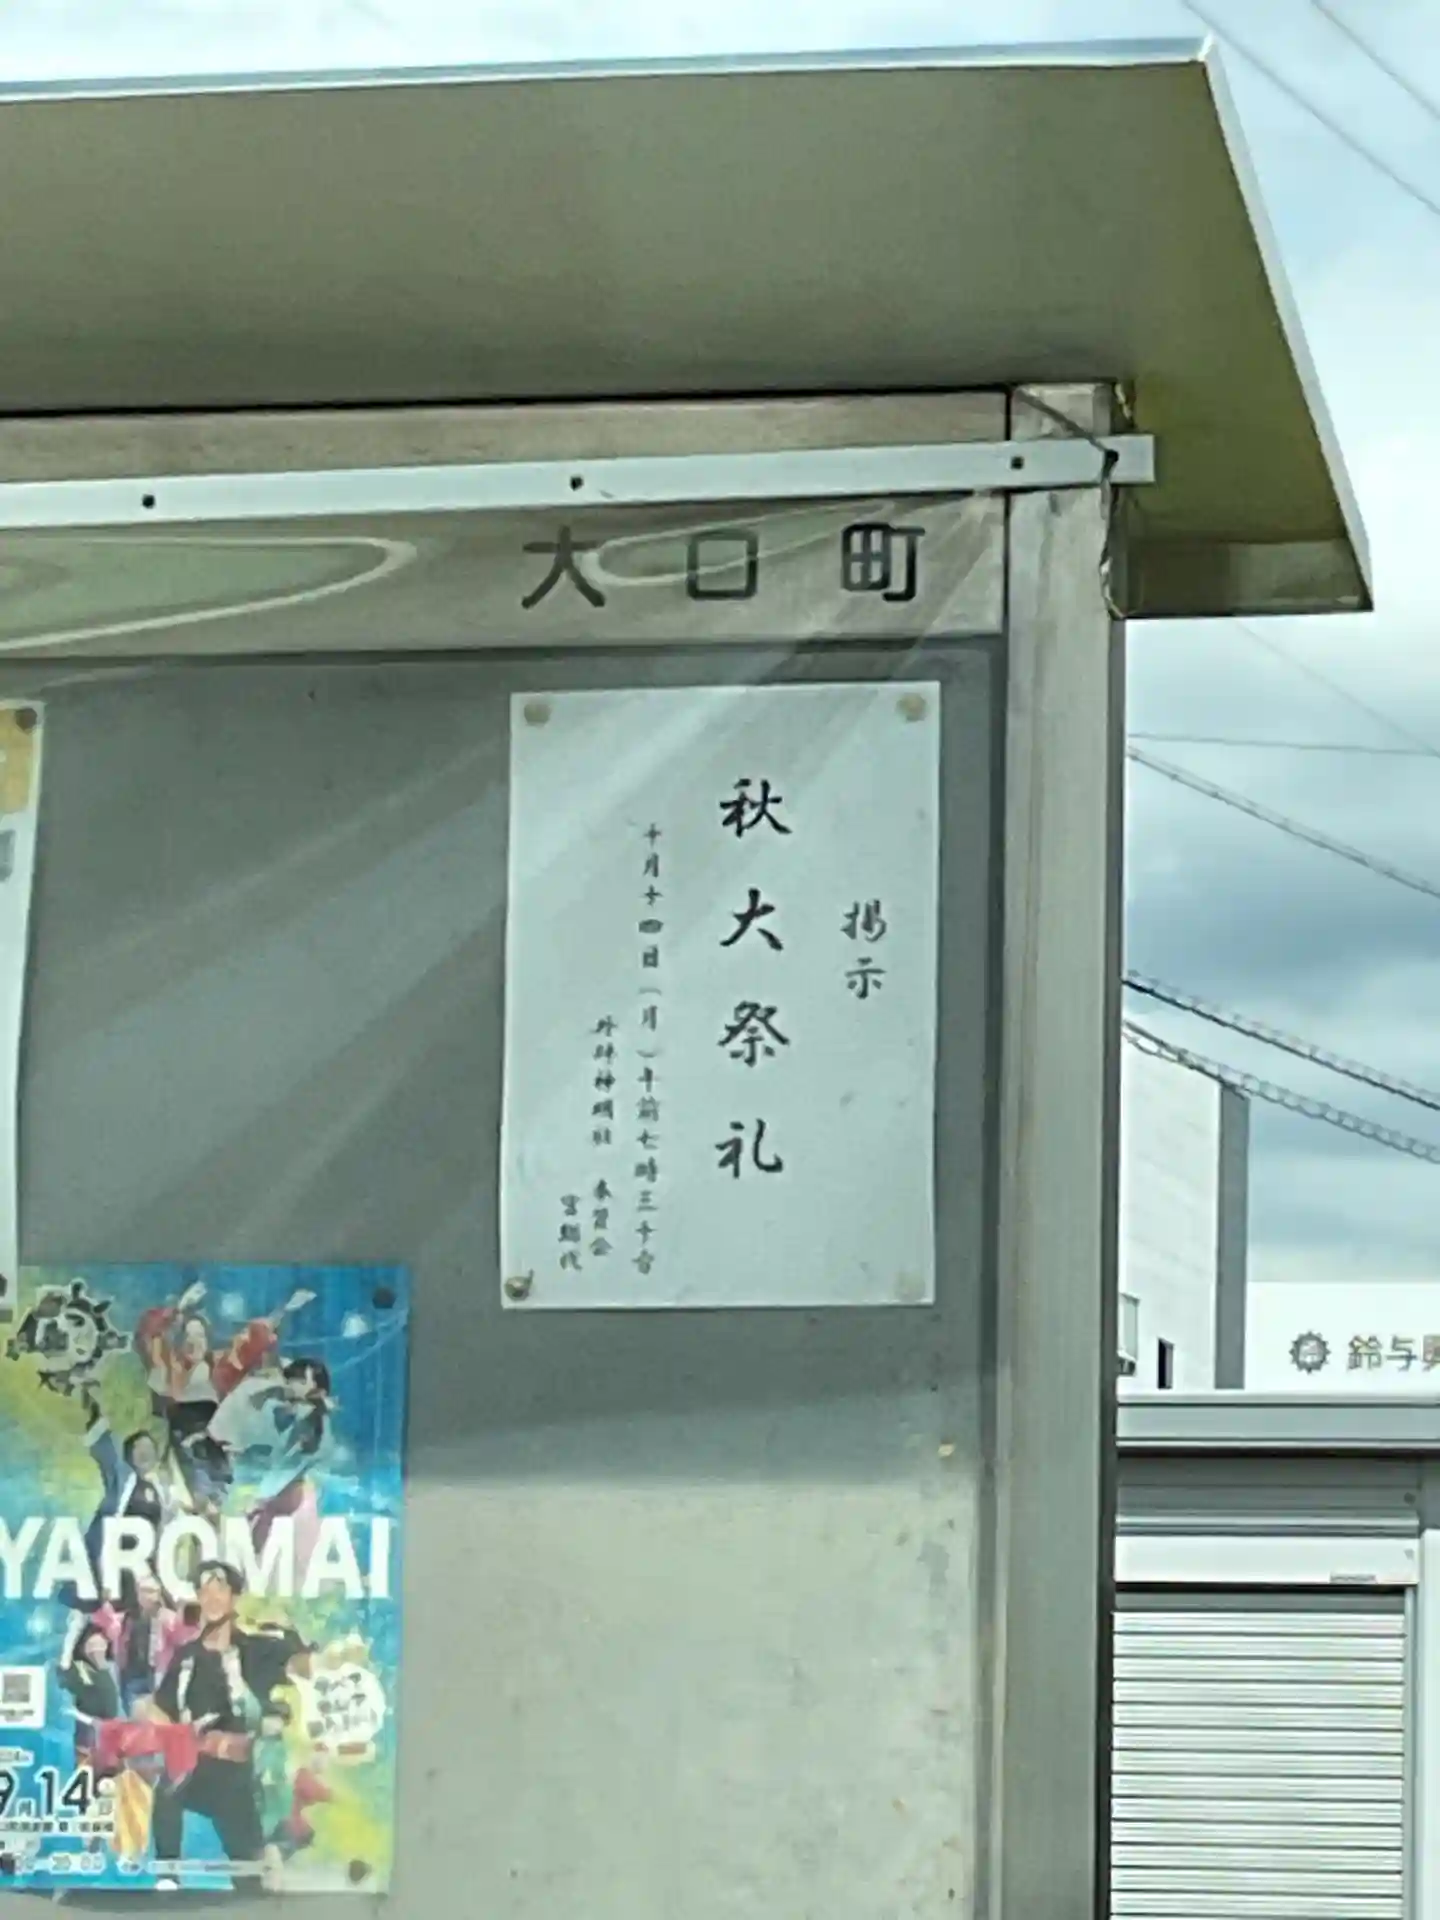 大口町
掲示
秋大祭礼
十月十四日(月)午前七時三十分
外坪神明社 奉賛会
宮総代
YAROMAI
9月14日
鈴与